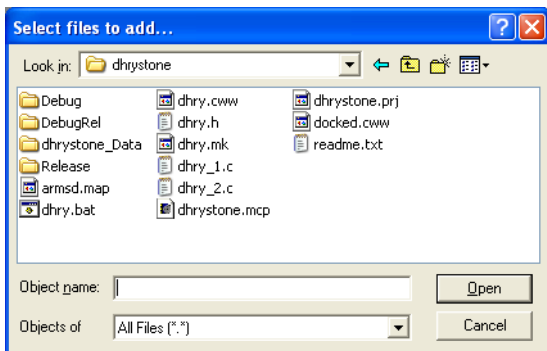 Select files to add...
Look in: dhrystone
Debug
DebugRel
dhrystone_Data
Release
armsd.map
dhry.bat
dhry.cww
dhry.h
dhry.mk
dhry_1.c
dhry_2.c
dhrystone.mcp
dhrystone.prj
docked.cww
readme.txt
Object name:
Open
Objects of All Files (*.*)
Cancel